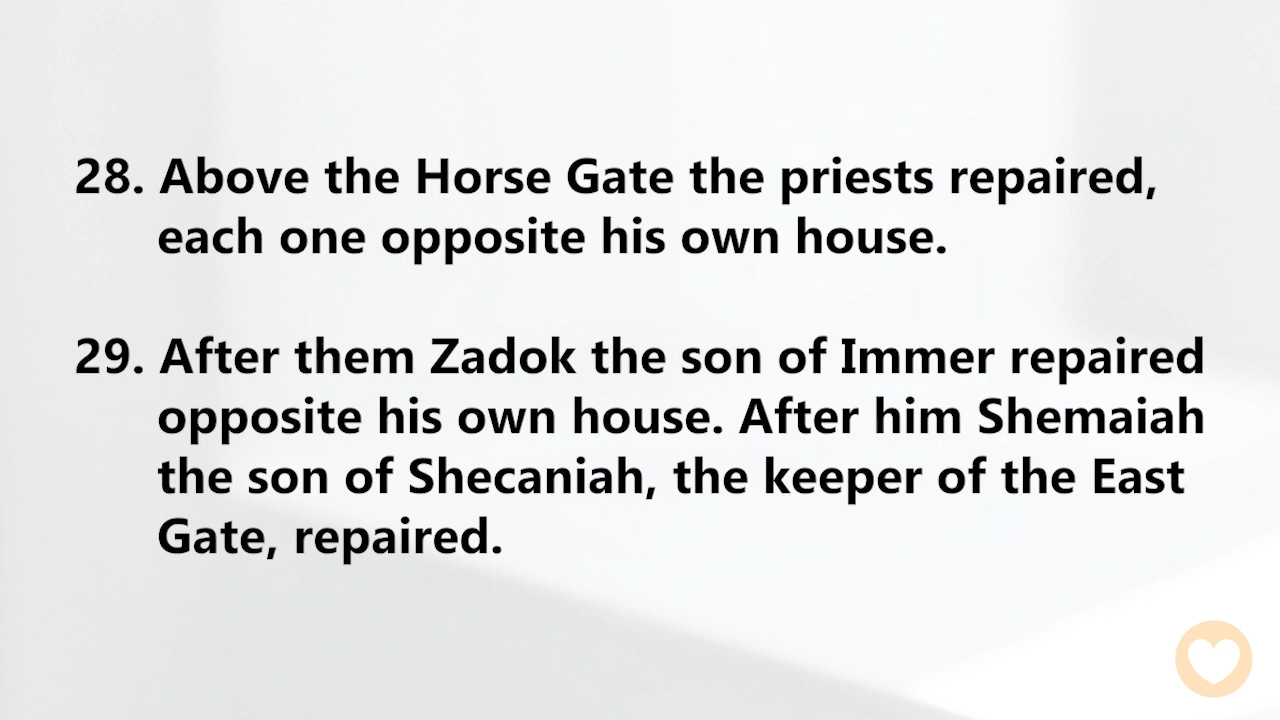 28. Above the Horse Gate the priests repaired,
each one opposite his own house.
29. After them Zadok the son of Immer repaired
opposite his own house. After him Shemaiah
the son of Shecaniah, the keeper of the East
Gate, repaired.